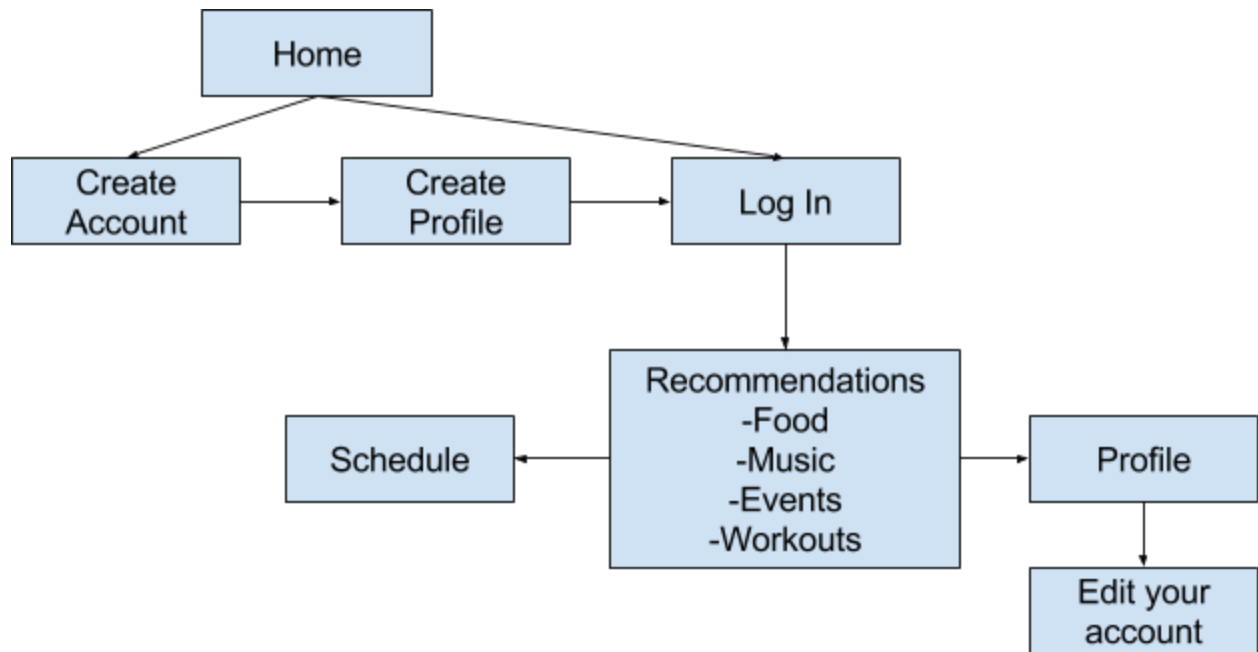 Home
Create
Account
Create
Profile
Log In
Recommendations
-Food
-Music
-Events
-Workouts
Schedule
Profile
Edit your
account